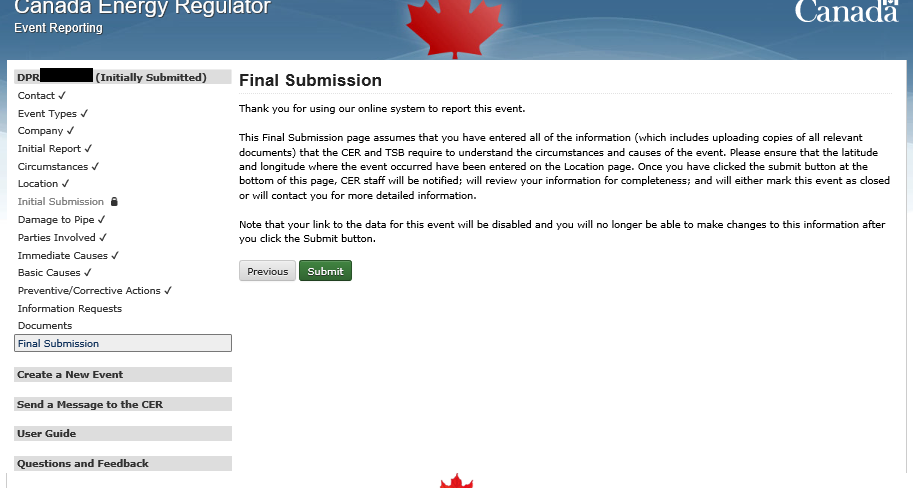 Canada Energy Regulator
Event Reporting
Canada
DPR (Initially Submitted)
Contact ✓
Event Types ✓
Company ✓
Initial Report ✓
Circumstances ✓
Location ✓
Initial Submission
Damage to Pipe ✓
Parties Involved ✓
Immediate Causes ✓
Basic Causes ✓
Preventive/Corrective Actions ✓
Information Requests
Documents
Final Submission
Create a New Event
Send a Message to the CER
User Guide
Questions and Feedback
Final Submission
Thank you for using our online system to report this event.
This Final Submission page assumes that you have entered all of the information (which includes uploading copies of all relevant
documents) that the CER and TSB require to understand the circumstances and causes of the event. Please ensure that the latitude
and longitude where the event occurred have been entered on the Location page. Once you have clicked the submit button at the
bottom of this page, CER staff will be notified; will review your information for completeness; and will either mark this event as closed
or will contact you for more detailed information.
Note that your link to the data for this event will be disabled and you will no longer be able to make changes to this information after
you click the Submit button.
Previous Submit